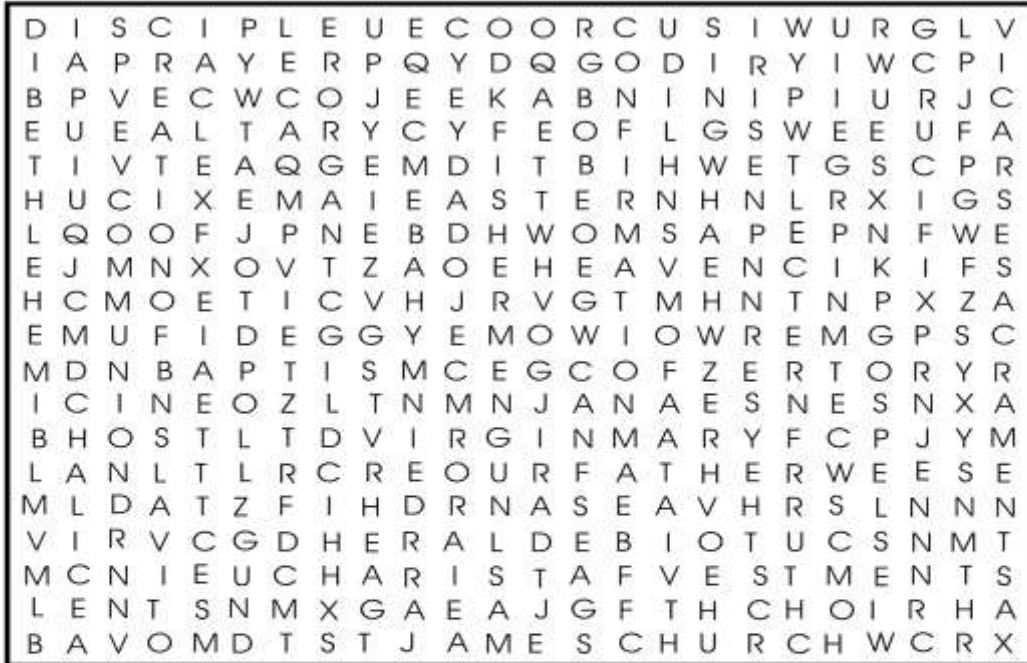 D I S C I P L E U E C O O R C U S I W U R G L V
I A P R A Y E R P Q Y D Q G O D I R Y I W C P I
B P V E C W C O J E E K A B N I N I P I U R J C
E U E A L T A R Y C Y F E O F L G S W E E U F A
T I V T E A Q G E M D I T B I H W E T G S C P R
H U C I X E M A I E A S T E R N H N L R X I G S
L Q O O F J P N E B D H W O M S A P E P N F W E
E J M N X O V T Z A O E H E A V E N C I K I F S
H C M O E T I C V H J R V G T M H N T N P X Z A
E M U F I D E G G Y E M O W I O W R E M G P S C
M D N B A P T I S M C E G C O F Z E R T O R Y R
I C I N E O Z L T N M N J A N A E S N E S N X A
B H O S T L T D V I R G I N M A R Y F C P J Y M
L A N L T L R C R E O U R F A T H E R W E E S E
M L D A T Z F I H D R N A S E A V H R S L N N N
V I R V C G D H E R A L D E B I O T U C S N M T
M C N I E U C H A R I S T A F V E S T M E N T S
L E N T S N M X G A E A J G F T H C H O I R H A
B A V O M D T S T J A M E S C H U R C H W C R X